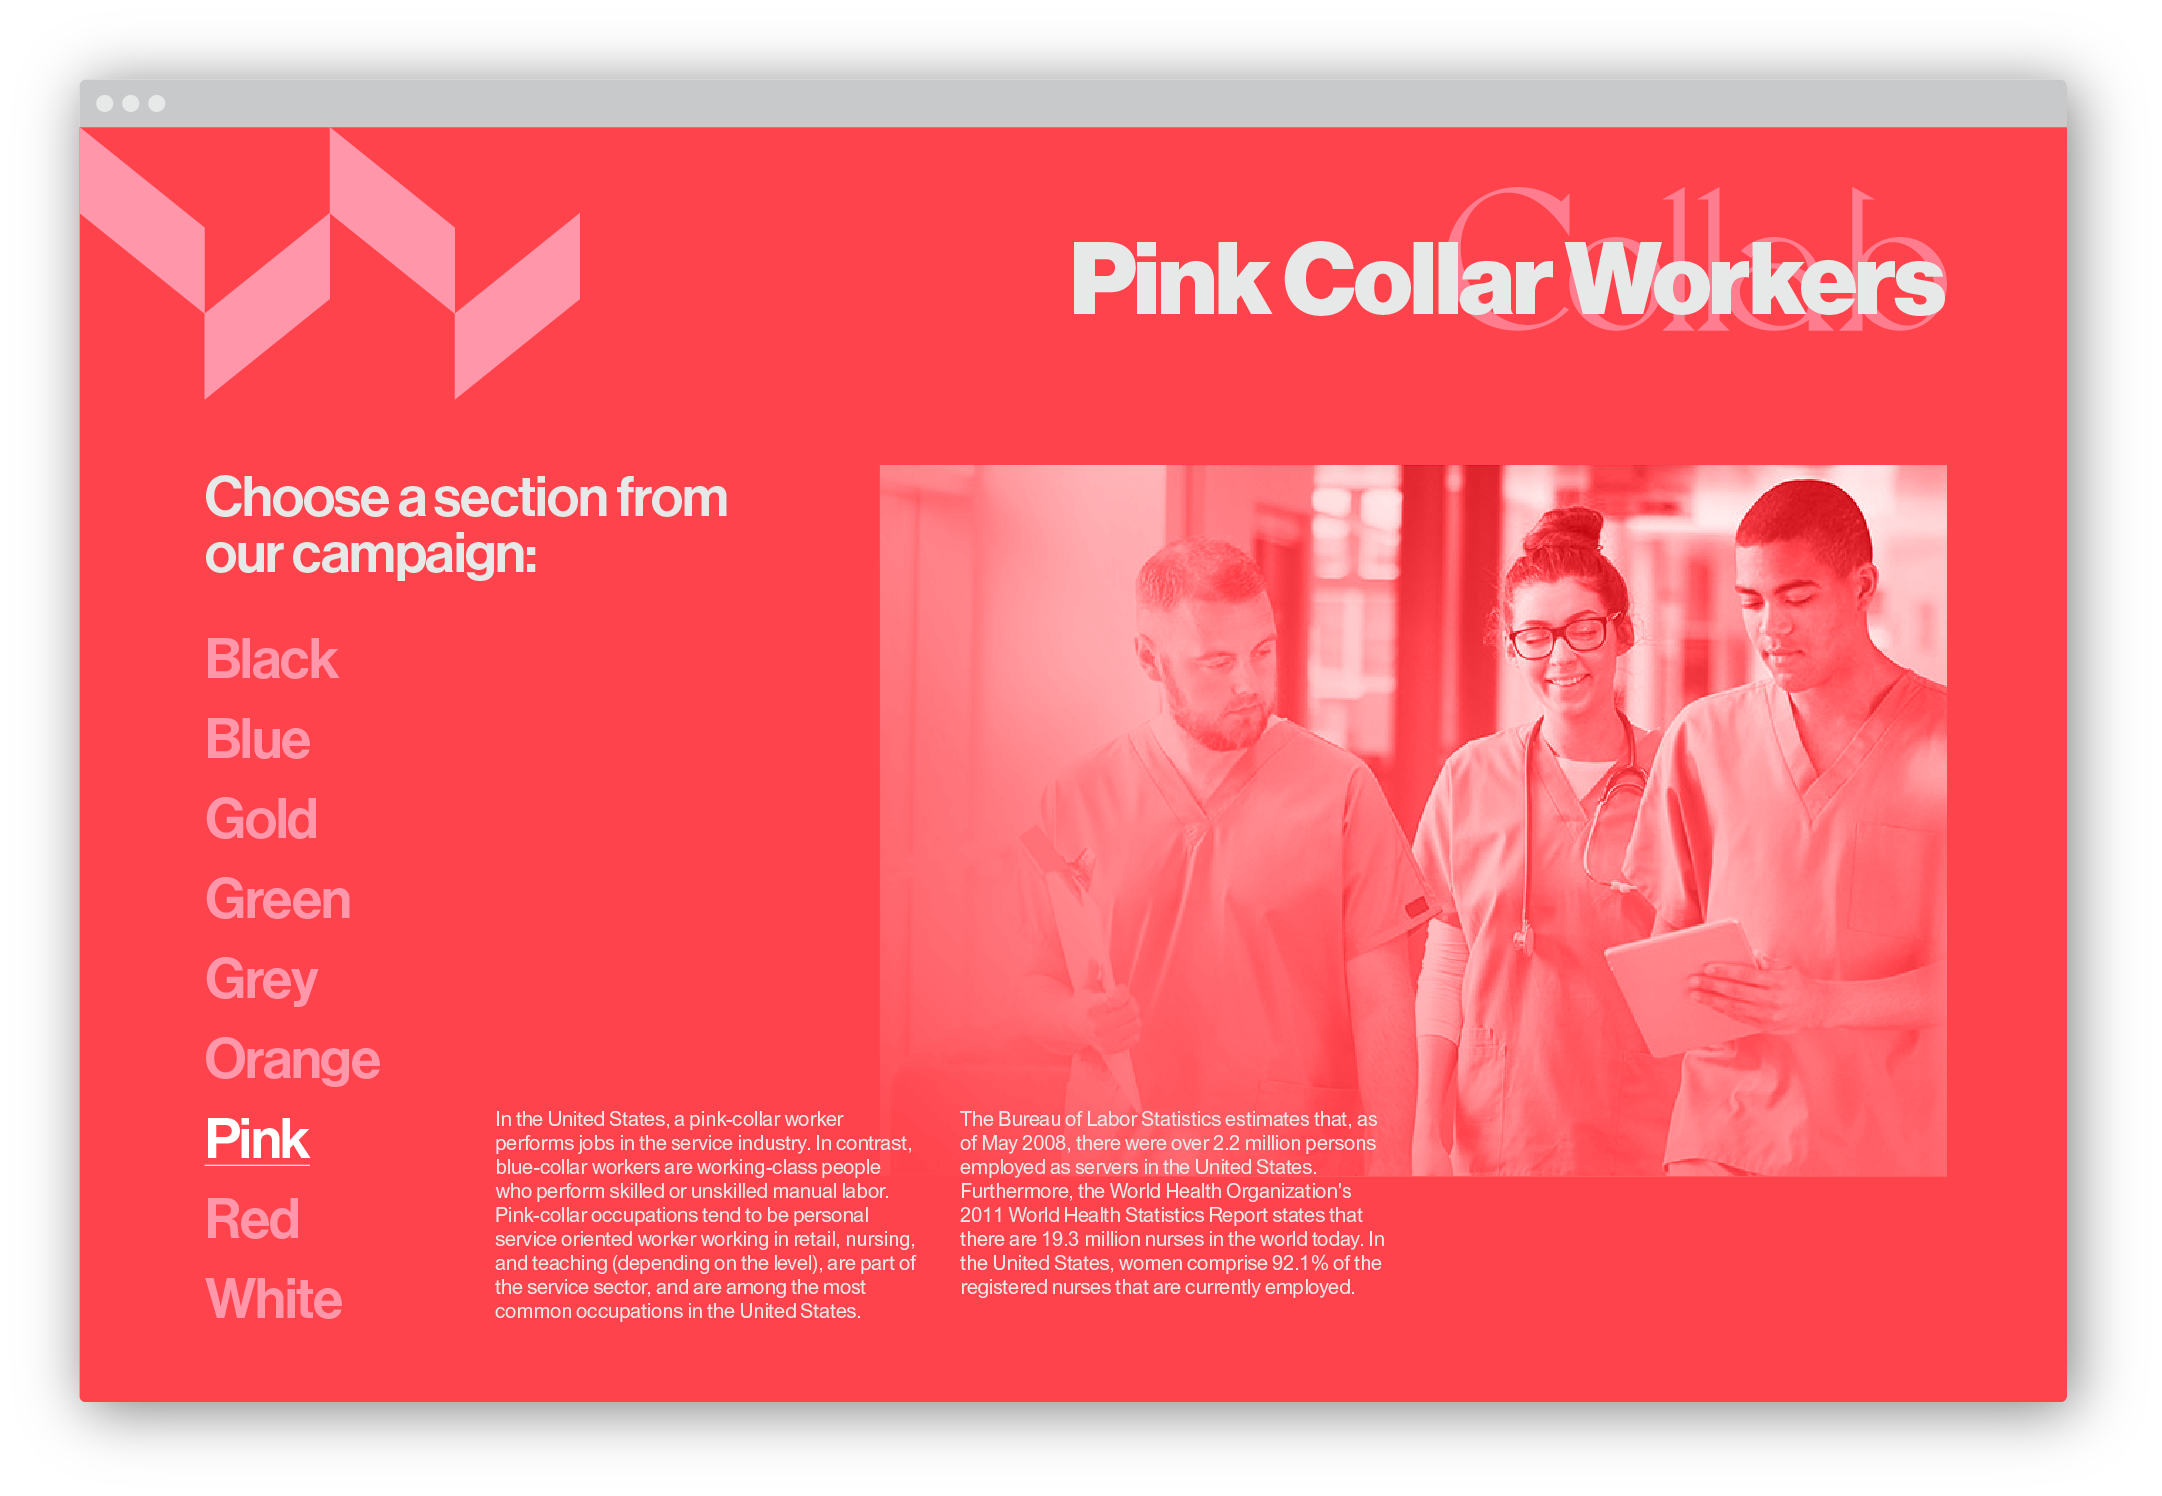 Collab
Pink Collar Workers
Choose a section from
our campaign:
Black
Blue
Gold
Green
Grey
Orange
Pink
Red
White
In the United States, a pink-collar worker
performs jobs in the service industry. In contrast,
blue-collar workers are working-class people
who perform skilled or unskilled manual labor.
Pink-collar occupations tend to be personal
service oriented worker working in retail, nursing,
and teaching (depending on the level), are part of
the service sector, and are among the most
common occupations in the United States.
The Bureau of Labor Statistics estimates that, as
of May 2008, there were over 2.2 million persons
employed as servers in the United States.
Furthermore, the World Health Organization's
2011 World Health Statistics Report states that
there are 19.3 million nurses in the world today. In
the United States, women comprise 92.1% of the
registered nurses that are currently employed.